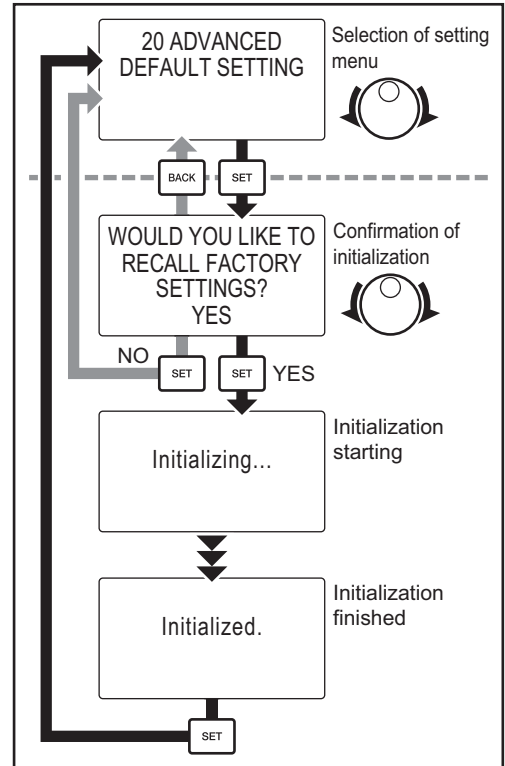 20 ADVANCED
DEFAULT SETTING
Selection of setting
menu
BACK
SET
WOULD YOU LIKE TO
RECALL FACTORY
SETTINGS?
YES
Confirmation of
initialization
NO
SET
SET
YES
Initializing...
Initialization
starting
Initialized.
Initialization
finished
SET